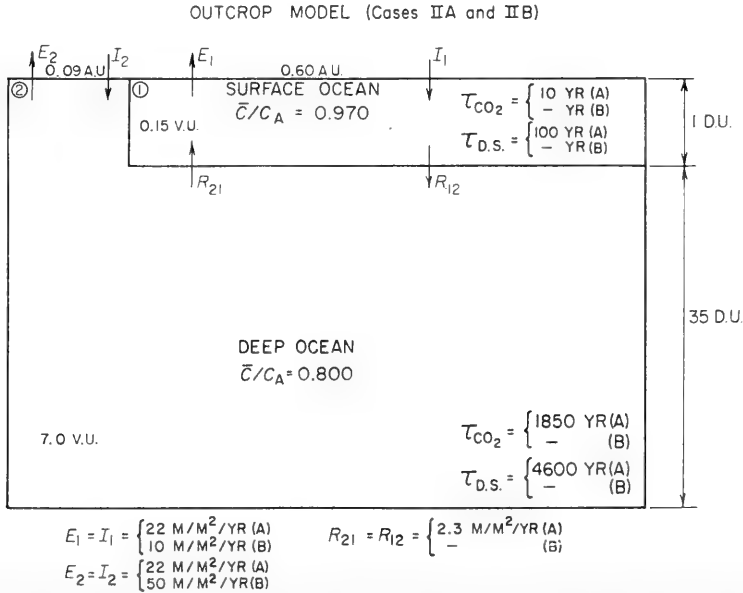 OUTCROP MODEL (Cases IIA and IIB)
E2 I2 E1 I1
0.09 A.U 0.60 A.U.
② ① SURFACE OCEAN
C̄/CA = 0.970
0.15 V.U.
τCO2 = {10 YR (A)
— YR (B)
τD.S. = {100 YR (A)
— YR (B)
1 D.U.
R21 R12
35 D.U.
DEEP OCEAN
C̄/CA = 0.800
7.0 V.U.
τCO2 = {1850 YR (A)
— (B)
τD.S. = {4600 YR (A)
— (B)
E1 = I1 = {22 M/M²/YR (A)
10 M/M²/YR (B)
R21 = R12 = {2.3 M/M²/YR (A)
— (B)
E2 = I2 = {22 M/M²/YR (A)
50 M/M²/YR (B)